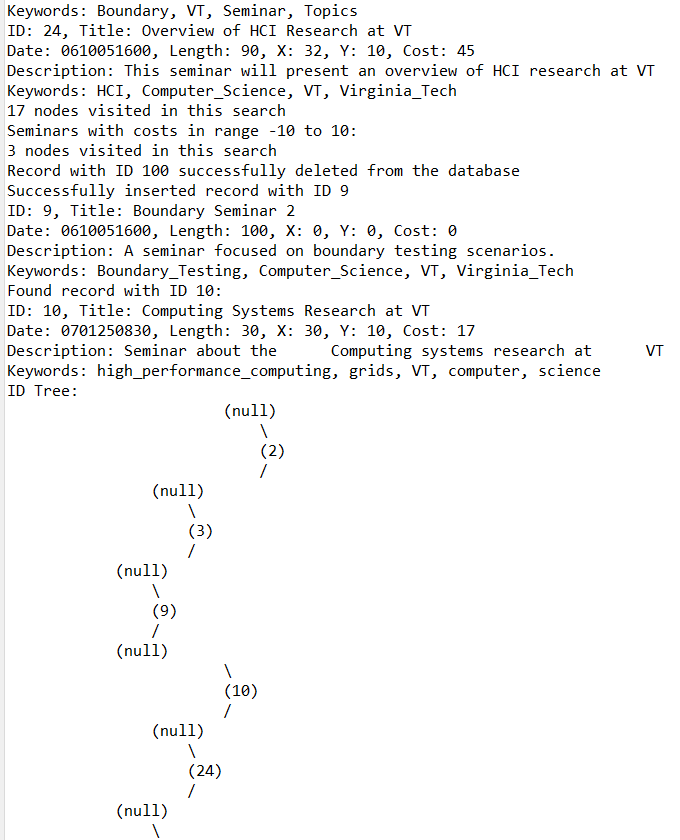 Keywords: Boundary, VT, Seminar, Topics
ID: 24, Title: Overview of HCI Research at VT
Date: 0610051600, Length: 90, X: 32, Y: 10, Cost: 45
Description: This seminar will present an overview of HCI research at VT
Keywords: HCI, Computer_Science, VT, Virginia_Tech
17 nodes visited in this search
Seminars with costs in range -10 to 10:
3 nodes visited in this search
Record with ID 100 successfully deleted from the database
Successfully inserted record with ID 9
ID: 9, Title: Boundary Seminar 2
Date: 0610051600, Length: 100, X: 0, Y: 0, Cost: 0
Description: A seminar focused on boundary testing scenarios.
Keywords: Boundary_Testing, Computer_Science, VT, Virginia_Tech
Found record with ID 10:
ID: 10, Title: Computing Systems Research at VT
Date: 0701250830, Length: 30, X: 30, Y: 10, Cost: 17
Description: Seminar about the      Computing systems research at      VT
Keywords: high_performance_computing, grids, VT, computer, science
ID Tree:
                        (null)
                            \
                            (2)
                            /
                (null)
                    \
                    (3)
                    /
            (null)
                \
                (9)
                /
            (null)
                        \
                        (10)
                        /
                (null)
                    \
                    (24)
                    /
            (null)
                \